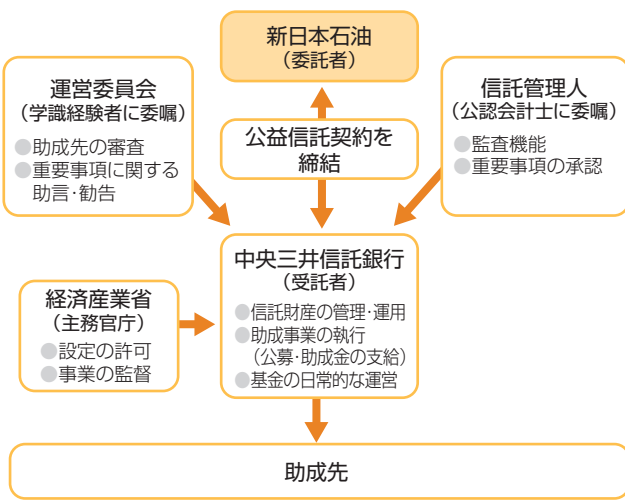 新日本石油
（委託者）
運営委員会
（学識経験者に委嘱）
●助成先の審査
●重要事項に関する
助言・勧告
公益信託契約を
締結
信託管理人
（公認会計士に委嘱）
●監査機能
●重要事項の承認
経済産業省
（主務官庁）
●設定の許可
●事業の監督
中央三井信託銀行
（受託者）
●信託財産の管理・運用
●助成事業の執行
（公募・助成金の支給）
●基金の日常的な運営
助成先